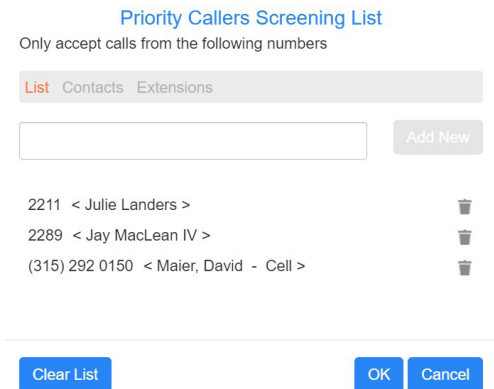 Priority Callers Screening List
Only accept calls from the following numbers
List Contacts Extensions
Add New
2211 < Julie Landers >
2289 < Jay MacLean IV >
(315) 292 0150 < Maier, David - Cell >
Clear List OK Cancel